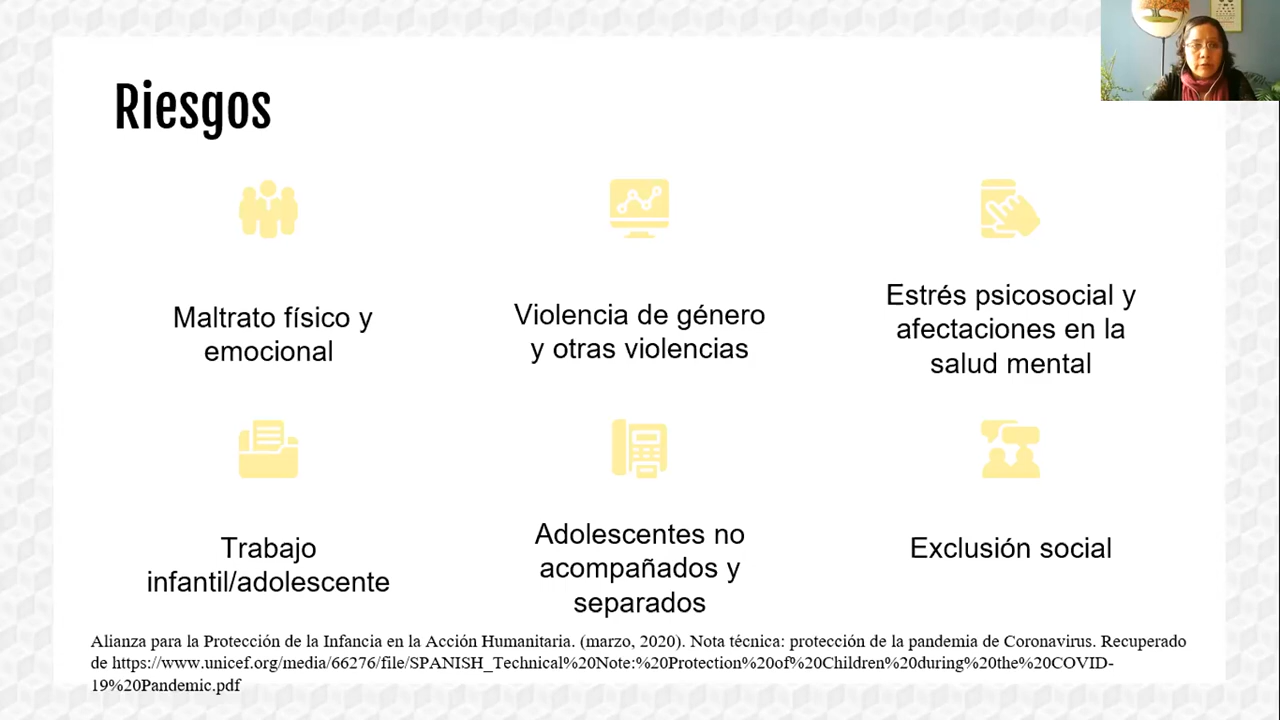 Riesgos
Maltrato físico y
emocional
Violencia de género
y otras violencias
Estrés psicosocial y
afectaciones en la
salud mental
Trabajo
infantil/adolescente
Adolescentes no
acompañados y
separados
Exclusión social
Alianza para la Protección de la Infancia en la Acción Humanitaria. (marzo, 2020). Nota técnica: protección de la pandemia de Coronavirus. Recuperado
de https://www.unicef.org/media/66276/file/SPANISH_Technical%20Note:%20Protection%20of%20Children%20during%20the%20COVID-
19%20Pandemic.pdf